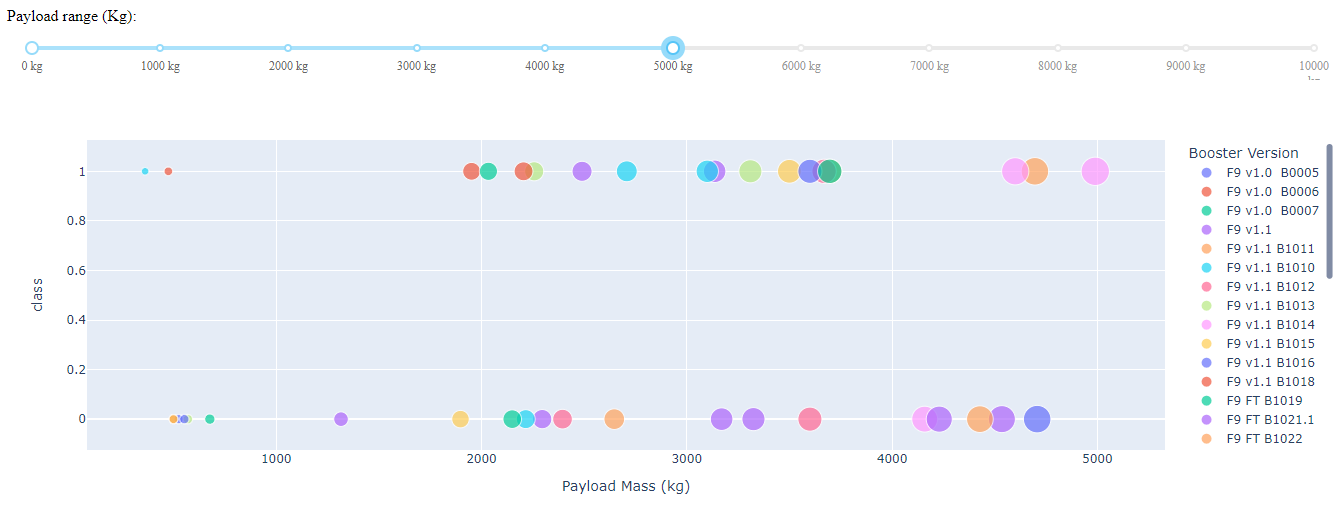 Payload range (Kg):
0 kg 1000 kg 2000 kg 3000 kg 4000 kg 5000 kg 6000 kg 7000 kg 8000 kg 9000 kg 10000
1
0.8
0.6
0.4
0.2
0
class
1000 2000 3000 4000 5000
Payload Mass (kg)
Booster Version
F9 v1.0  B0005
F9 v1.0  B0006
F9 v1.0  B0007
F9 v1.1
F9 v1.1 B1011
F9 v1.1 B1010
F9 v1.1 B1012
F9 v1.1 B1013
F9 v1.1 B1014
F9 v1.1 B1015
F9 v1.1 B1016
F9 v1.1 B1018
F9 FT B1019
F9 FT B1021.1
F9 FT B1022